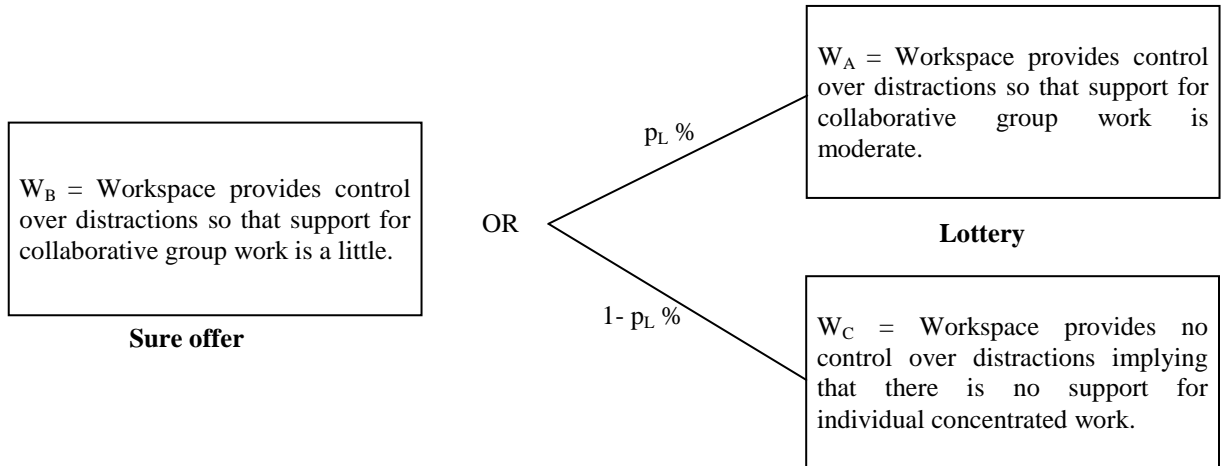 W_B = Workspace provides control
over distractions so that support for
collaborative group work is a little.
Sure offer
OR
p_L %
1- p_L %
W_A = Workspace provides control
over distractions so that support for
collaborative group work is
moderate.
Lottery
W_C = Workspace provides no
control over distractions implying
that there is no support for
individual concentrated work.